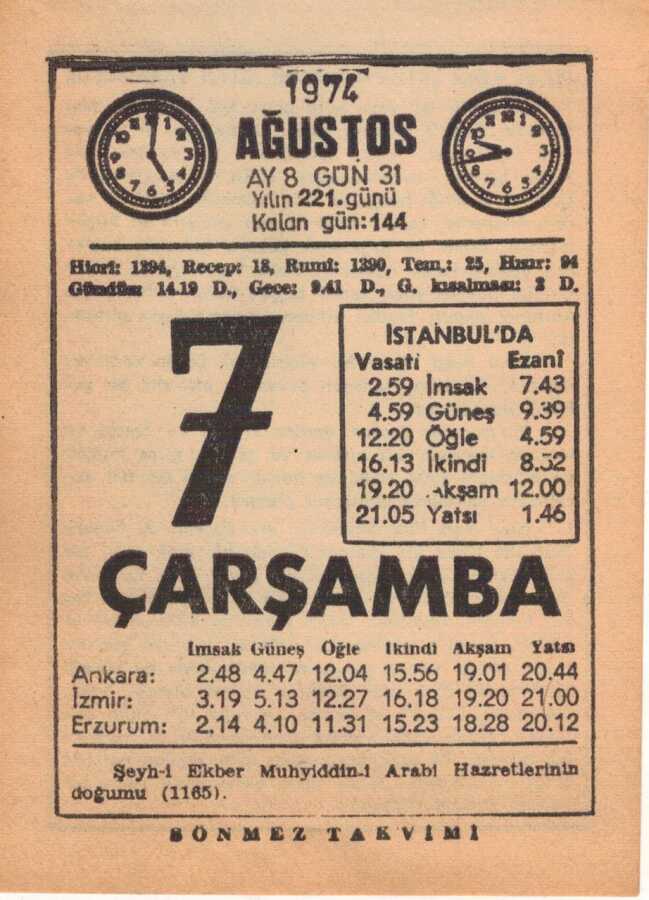 1974
AĞUSTOS
AY 8 GÜN 31
Yılın 221. günü
Kalan gün: 144
Hicrî: 1394, Recep: 18, Rumî: 1390, Tem.: 25, Hızır: 94
Gündüz 14.19 D., Gece: 9.41 D., G. kısalması: 2 D.
7
İSTANBUL'DA
Vasatî Ezanî
2.59 İmsak 7.43
4.59 Güneş 9.39
12.20 Öğle 4.59
16.13 İkindi 8.52
19.20 Akşam 12.00
21.05 Yatsı 1.46
ÇARŞAMBA
İmsak Güneş Öğle İkindi Akşam Yatsı
Ankara: 2.48 4.47 12.04 15.56 19.01 20.44
İzmir: 3.19 5.13 12.27 16.18 19.20 21.00
Erzurum: 2.14 4.10 11.31 15.23 18.28 20.12
Şeyh-i Ekber Muhyiddin-i Arabî Hazretlerinin
doğumu (1165).
SÖNMEZ TAKVİMİ